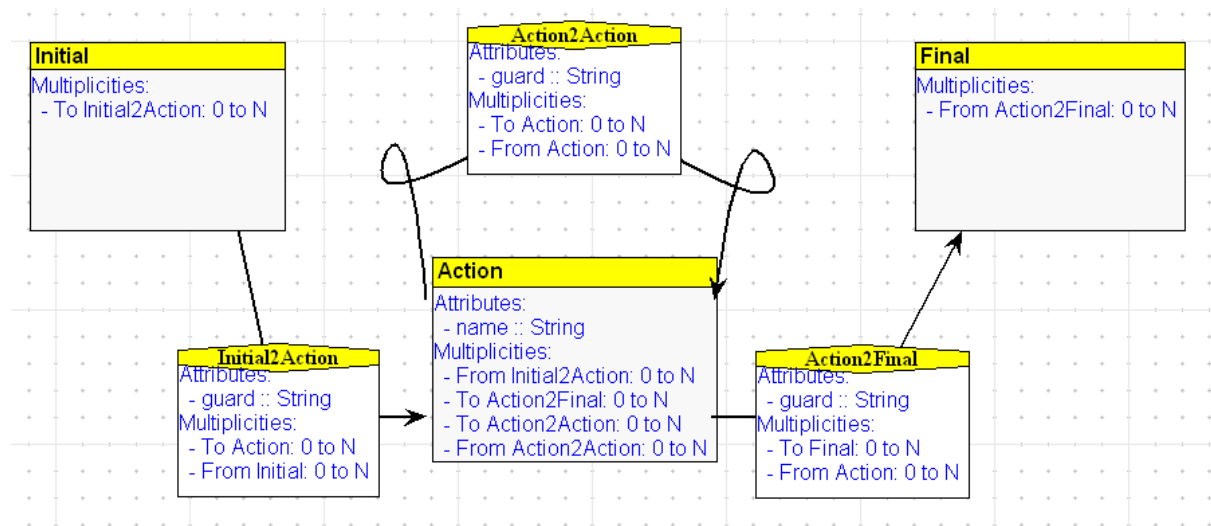 Initial
Multiplicities:
- To Initial2Action: 0 to N
Action2Action
Attributes:
- guard :: String
Multiplicities:
- To Action: 0 to N
- From Action: 0 to N
Final
Multiplicities:
- From Action2Final: 0 to N
Initial2Action
Attributes:
- guard :: String
Multiplicities:
- To Action: 0 to N
- From Initial: 0 to N
Action
Attributes:
- name :: String
Multiplicities:
- From Initial2Action: 0 to N
- To Action2Final: 0 to N
- To Action2Action: 0 to N
- From Action2Action: 0 to N
Action2Final
Attributes:
- guard :: String
Multiplicities:
- To Final: 0 to N
- From Action: 0 to N